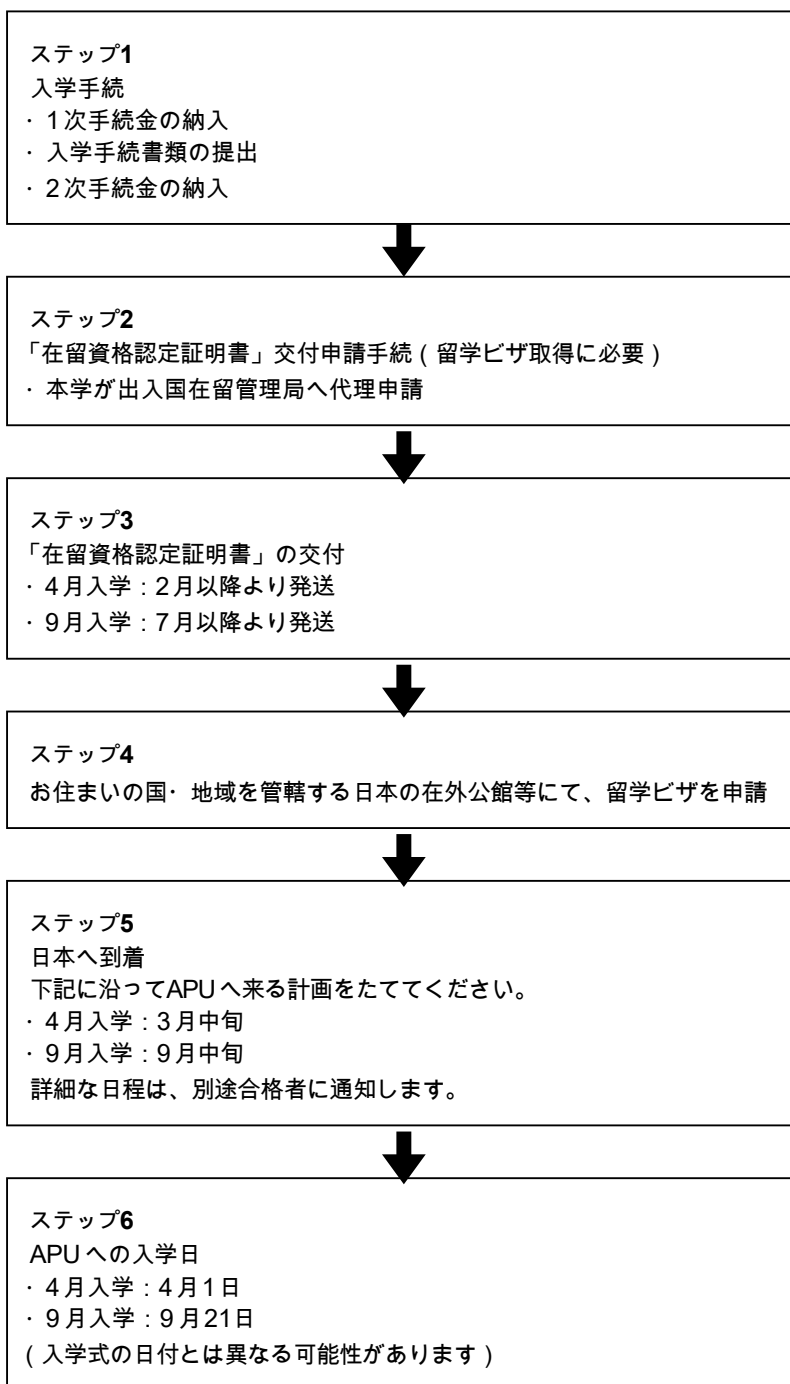 ステップ1
入学手続
・1次手続金の納入
・入学手続書類の提出
・2次手続金の納入
ステップ2
「在留資格認定証明書」交付申請手続（留学ビザ取得に必要）
・本学が出入国在留管理局へ代理申請
ステップ3
「在留資格認定証明書」の交付
・4月入学：2月以降より発送
・9月入学：7月以降より発送
ステップ4
お住まいの国・地域を管轄する日本の在外公館等にて、留学ビザを申請
ステップ5
日本へ到着
下記に沿ってAPUへ来る計画をたててください。
・4月入学：3月中旬
・9月入学：9月中旬
詳細な日程は、別途合格者に通知します。
ステップ6
APUへの入学日
・4月入学：4月1日
・9月入学：9月21日
（入学式の日付とは異なる可能性があります）